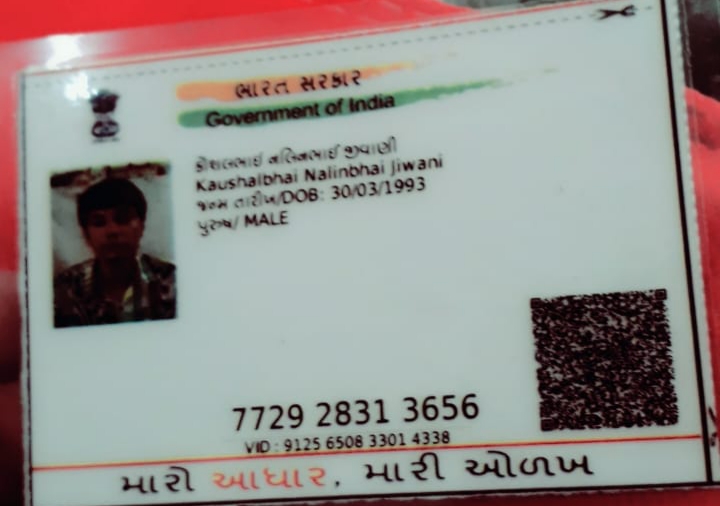 ભારત સરકાર
Government of India
કૌશલભાઈ નલિનભાઈ જીવાણી
Kaushalbhai Nalinbhai Jiwani
જન્મ તારીખ/DOB: 30/03/1993
પુરુષ/ MALE
7729 2831 3656
VID : 9125 6508 3301 4338
મારો આધાર, મારી ઓળખ